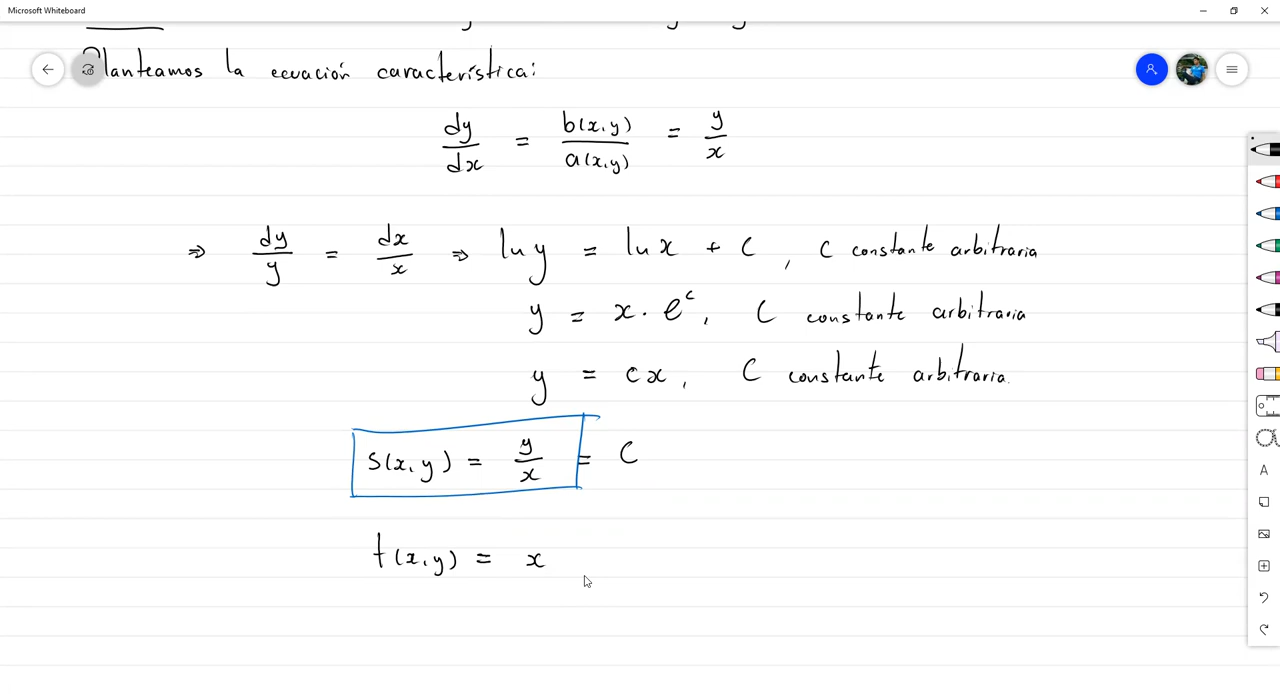 Microsoft Whiteboard
Planteamos la ecuación característica:
dy/dx = b(x,y)/a(x,y) = y/x
⇒ dy/y = dx/x ⇒ ln y = ln x + C, C constante arbitraria
y = x · e^c, C constante arbitraria
y = cx, C constante arbitraria.
s(x,y) = y/x = C
t(x,y) = x
A